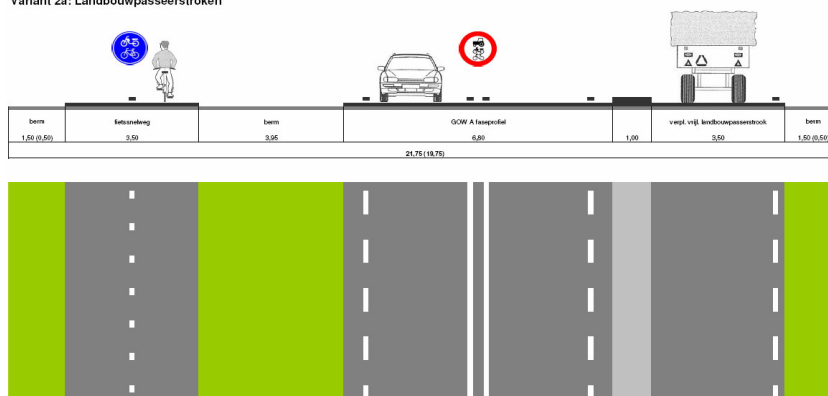 Variant 2a: Landbouwpasseerstroken
berm
fietssnelweg
berm
GOW A faseprofiel
verpl. vrijl. landbouwpasserstrook
berm
1,50 (0,50)
3,50
3,95
6,80
1,00
3,50
1,50 (0,50)
21,75 (19,75)